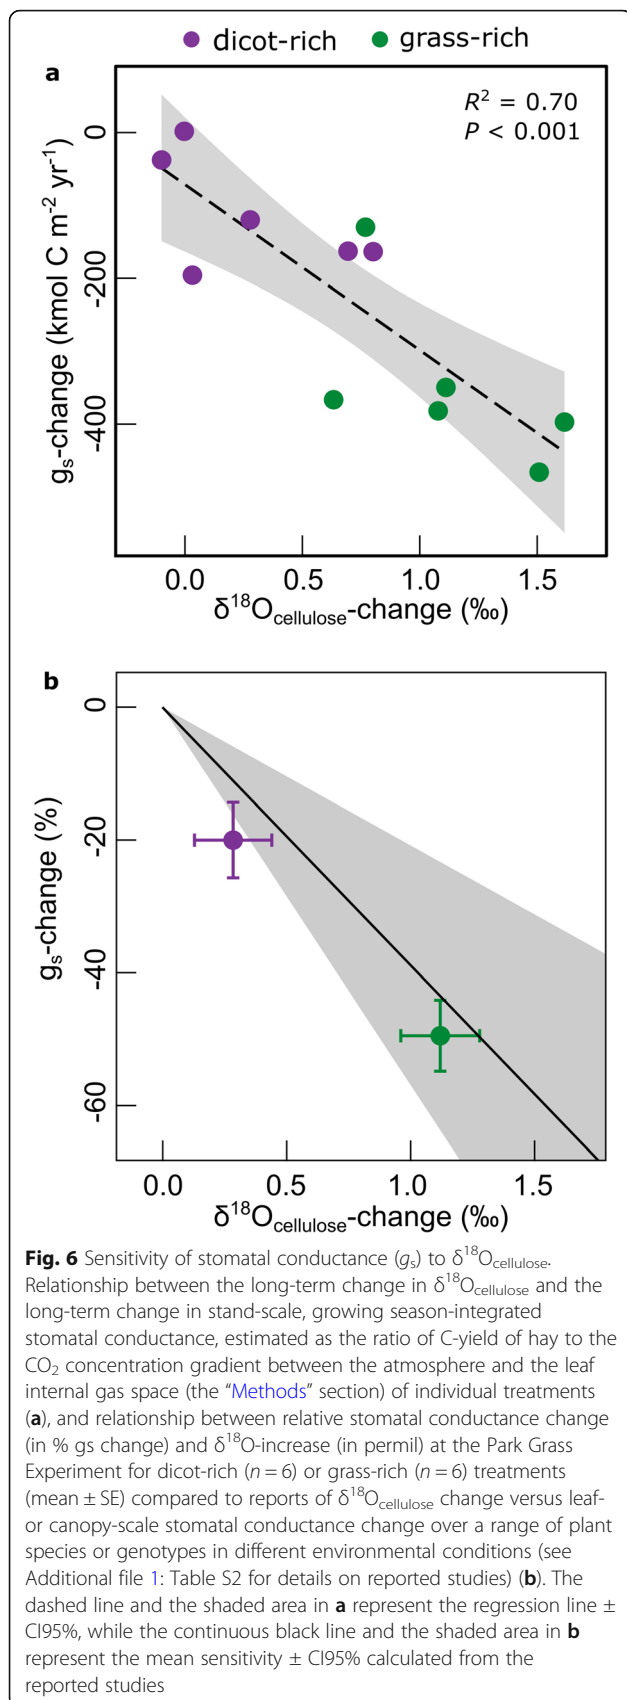 dicot-rich grass-rich
a
R² = 0.70
P < 0.001
0
-200
-400
gs-change (kmol C m⁻² yr⁻¹)
0.0 0.5 1.0 1.5
δ¹⁸Ocellulose-change (‰)
b
0
-20
-40
-60
gs-change (%)
0.0 0.5 1.0 1.5
δ¹⁸Ocellulose-change (‰)
Fig. 6 Sensitivity of stomatal conductance (gs) to δ¹⁸Ocellulose.
Relationship between the long-term change in δ¹⁸Ocellulose and the
long-term change in stand-scale, growing season-integrated
stomatal conductance, estimated as the ratio of C-yield of hay to the
CO₂ concentration gradient between the atmosphere and the leaf
internal gas space (the “Methods” section) of individual treatments
(a), and relationship between relative stomatal conductance change
(in % gs change) and δ¹⁸O-increase (in permil) at the Park Grass
Experiment for dicot-rich (n = 6) or grass-rich (n = 6) treatments
(mean ± SE) compared to reports of δ¹⁸Ocellulose change versus leaf-
or canopy-scale stomatal conductance change over a range of plant
species or genotypes in different environmental conditions (see
Additional file 1: Table S2 for details on reported studies) (b). The
dashed line and the shaded area in a represent the regression line ±
CI95%, while the continuous black line and the shaded area in b
represent the mean sensitivity ± CI95% calculated from the
reported studies